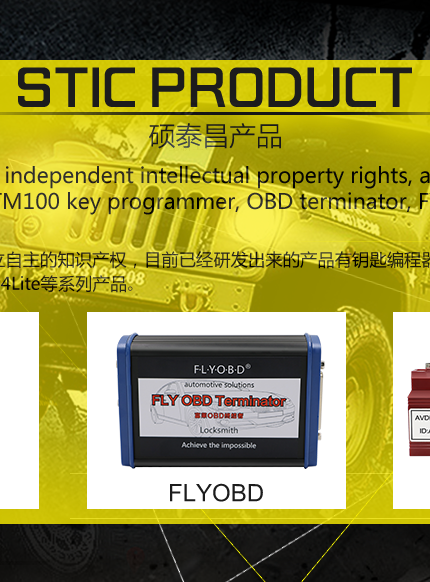 STIC PRODUCT
硕泰昌产品
independent intellectual property rights, a
TM100 key programmer, OBD terminator, F
立自主的知识产权，目前已经研发出来的产品有钥匙编程器
4Lite等系列产品。
F-L-Y-O-B-D®
automotive solutions
FLY OBD Terminator
Locksmith
Achieve the impossible
AVD
ID:
FLYOBD